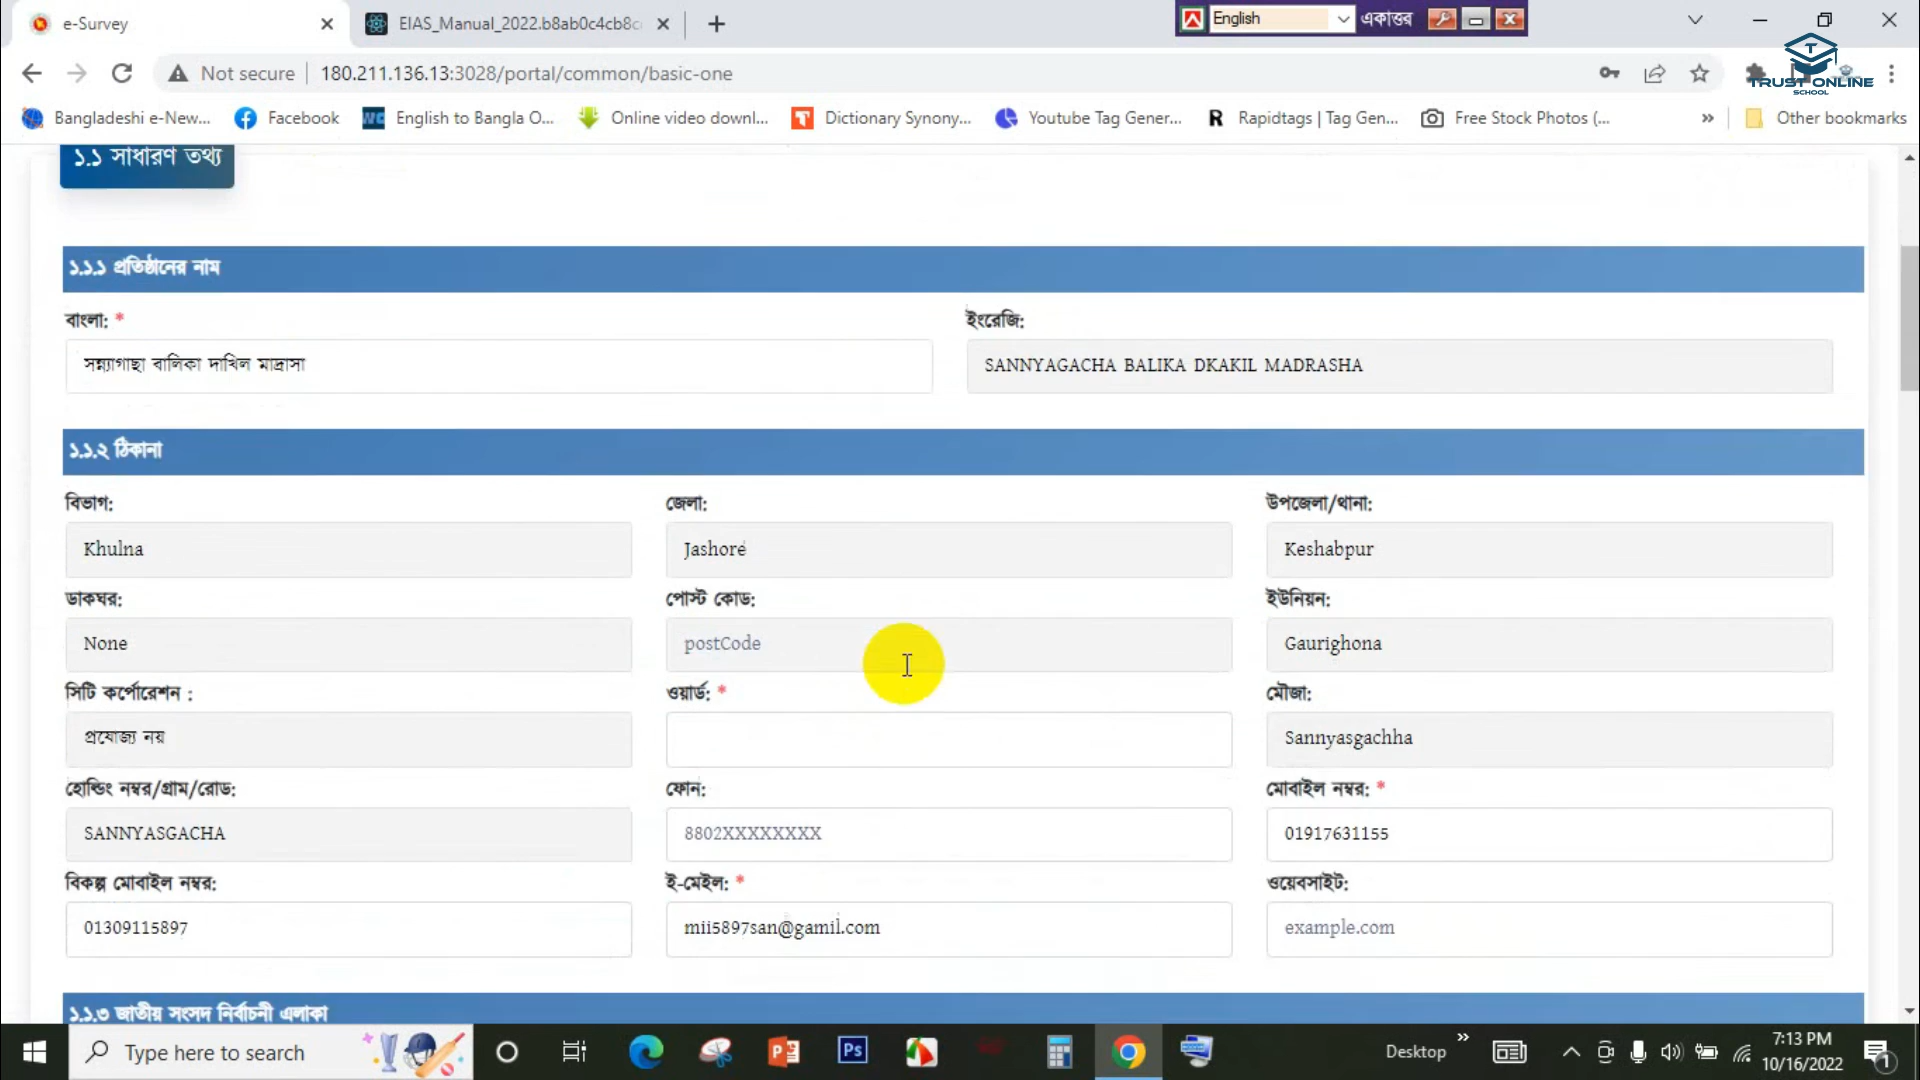 e-Survey
EIAS_Manual_2022.b8ab0c4cb8c
English
একাত্তর
Not secure
180.211.136.13:3028/portal/common/basic-one
TRUST ONLINE
SCHOOL
Bangladeshi e-New...
Facebook
English to Bangla O...
Online video downl...
Dictionary Synony...
Youtube Tag Gener...
Rapidtags | Tag Gen...
Free Stock Photos (...
Other bookmarks
১.১ সাধারণ তথ্য
১.১.১ প্রতিষ্ঠানের নাম
বাংলা: *
ইংরেজি:
সন্ন্যাগাছা বালিকা দাখিল মাদ্রাসা
SANNYAGACHA BALIKA DKAKIL MADRASHA
১.১.২ ঠিকানা
বিভাগ:
জেলা:
উপজেলা/থানা:
Khulna
Jashore
Keshabpur
ডাকঘর:
পোস্ট কোড:
ইউনিয়ন:
None
postCode
Gaurighona
সিটি কর্পোরেশন :
ওয়ার্ড: *
মৌজা:
প্রযোজ্য নয়
Sannyasgachha
হোল্ডিং নম্বর/গ্রাম/রোড:
ফোন:
মোবাইল নম্বর: *
SANNYASGACHA
8802XXXXXXXX
01917631155
বিকল্প মোবাইল নম্বর:
ই-মেইল: *
ওয়েবসাইট:
01309115897
mii5897san@gamil.com
example.com
১.১.৩ জাতীয় সংসদ নির্বাচনী এলাকা
Type here to search
Ps
Desktop
7:13 PM
10/16/2022
1